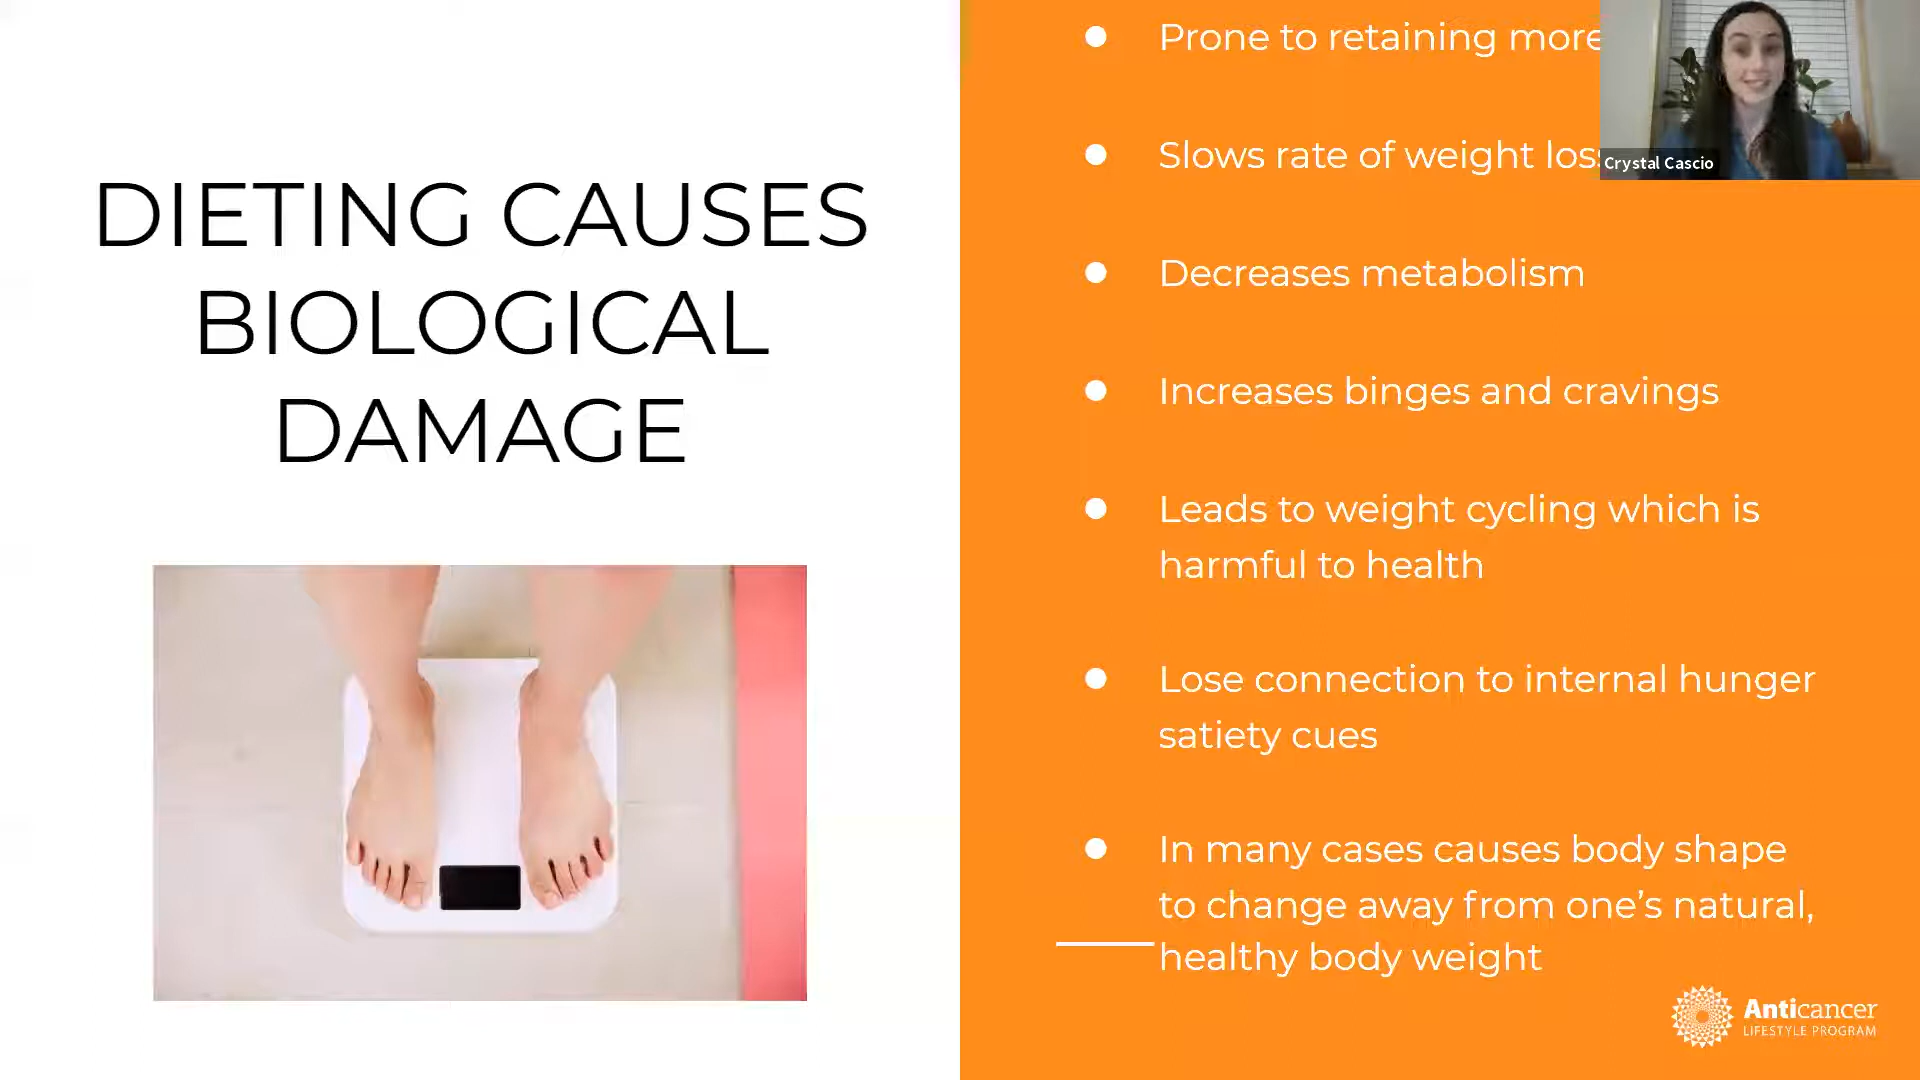 DIETING CAUSES
BIOLOGICAL
DAMAGE
Prone to retaining more
Slows rate of weight loss
Decreases metabolism
Increases binges and cravings
Leads to weight cycling which is
harmful to health
Lose connection to internal hunger
satiety cues
In many cases causes body shape
to change away from one’s natural,
healthy body weight
Crystal Cascio
Anticancer
LIFESTYLE PROGRAM